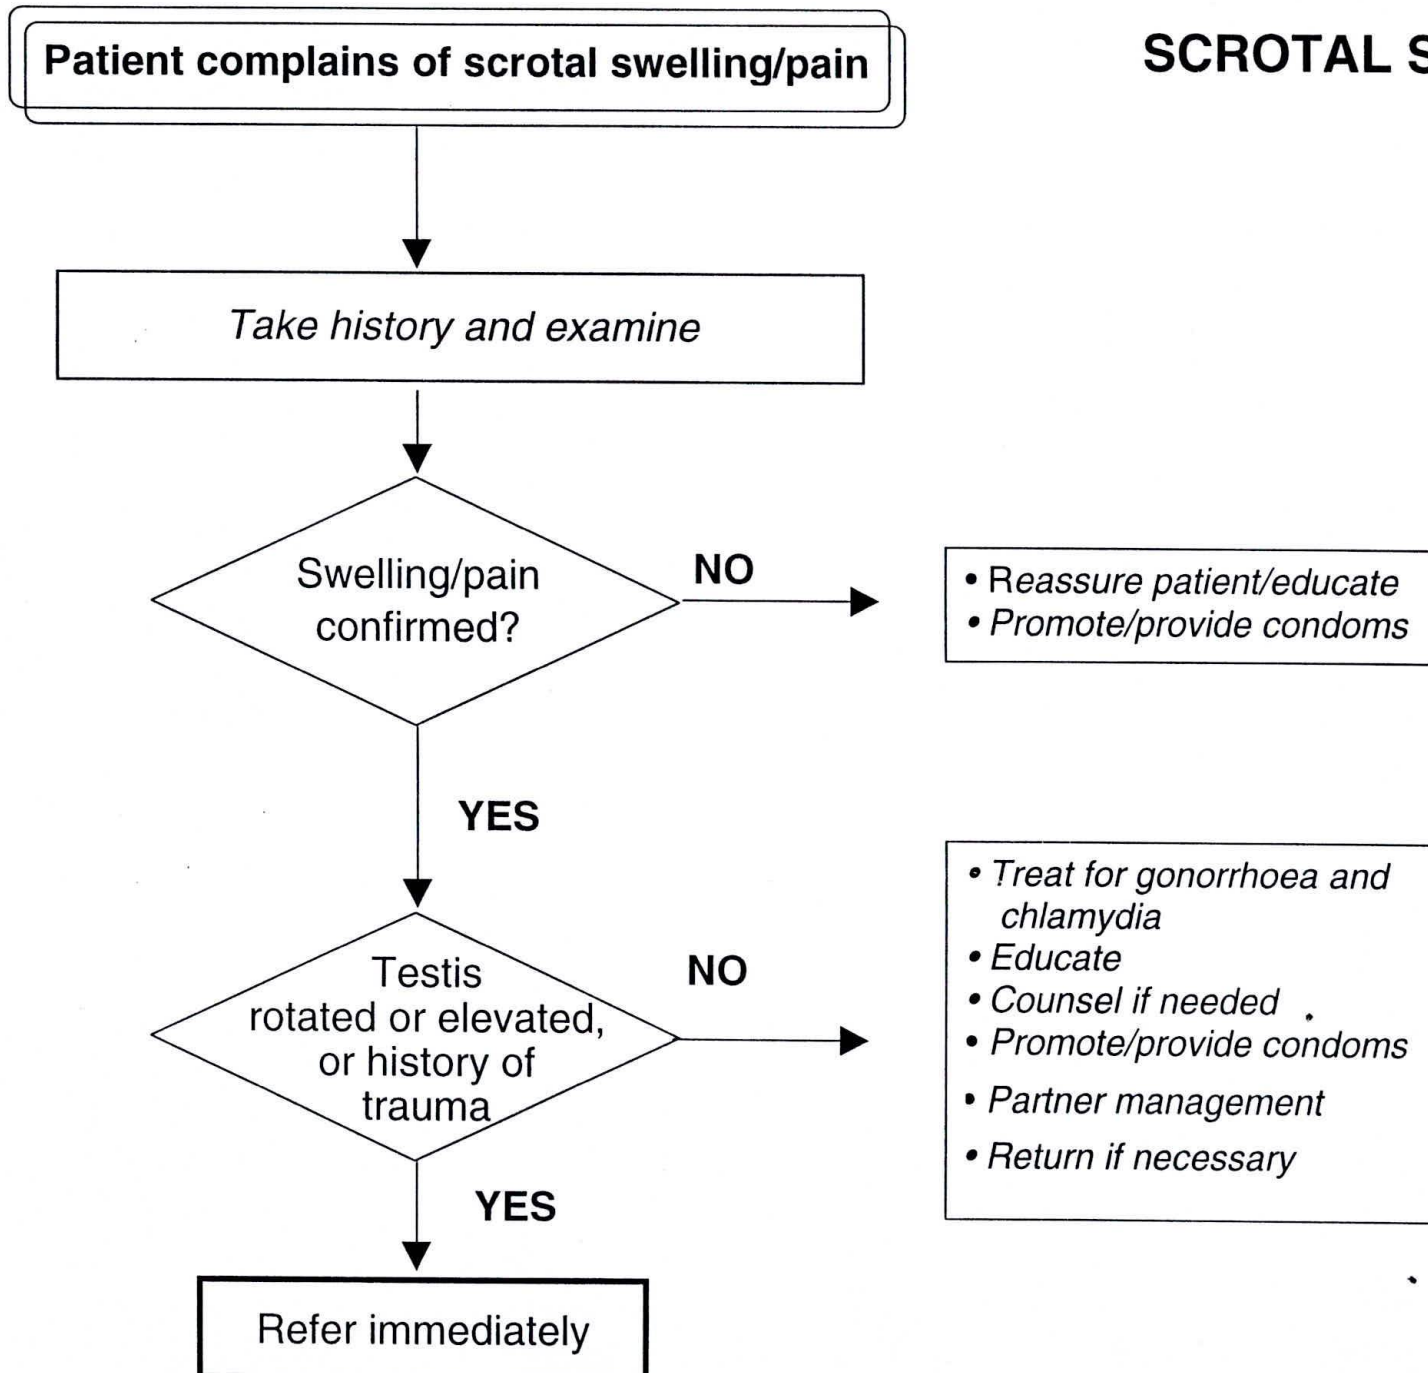 Patient complains of scrotal swelling/pain
SCROTAL S
Take history and examine
Swelling/pain
confirmed?
NO
• Reassure patient/educate
• Promote/provide condoms
YES
Testis
rotated or elevated,
or history of
trauma
NO
• Treat for gonorrhoea and
chlamydia
• Educate
• Counsel if needed
• Promote/provide condoms
• Partner management
• Return if necessary
YES
Refer immediately